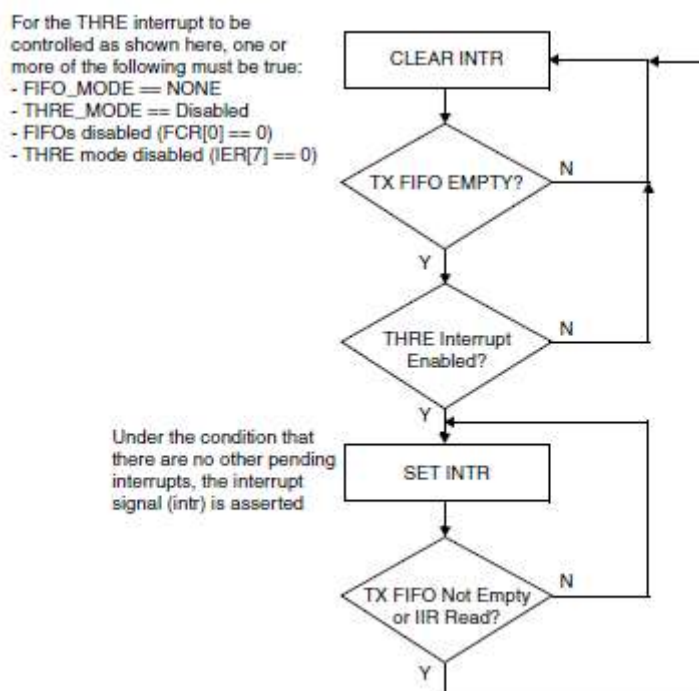 For the THRE interrupt to be
controlled as shown here, one or
more of the following must be true:
- FIFO_MODE == NONE
- THRE_MODE == Disabled
- FIFOs disabled (FCR[0] == 0)
- THRE mode disabled (IER[7] == 0)
CLEAR INTR
TX FIFO EMPTY?
N
Y
THRE Interrupt
Enabled?
N
Y
Under the condition that
there are no other pending
interrupts, the interrupt
signal (intr) is asserted
SET INTR
TX FIFO Not Empty
or IIR Read?
N
Y